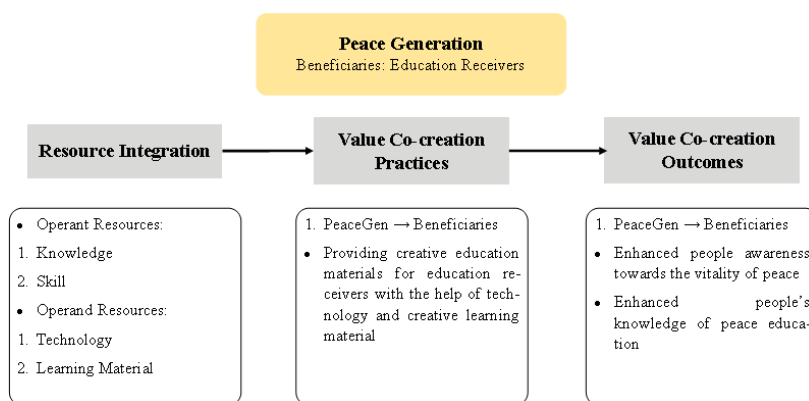 Peace Generation
Beneficiaries: Education Receivers
Resource Integration
Value Co-creation
Practices
Value Co-creation
Outcomes
• Operant Resources:
1. Knowledge
2. Skill
• Operand Resources:
1. Technology
2. Learning Material
1. PeaceGen → Beneficiaries
• Providing creative education
materials for education re-
ceivers with the help of tech-
nology and creative learning
material
1. PeaceGen → Beneficiaries
• Enhanced people awareness
towards the vitality of peace
• Enhanced people's
knowledge of peace educa-
tion